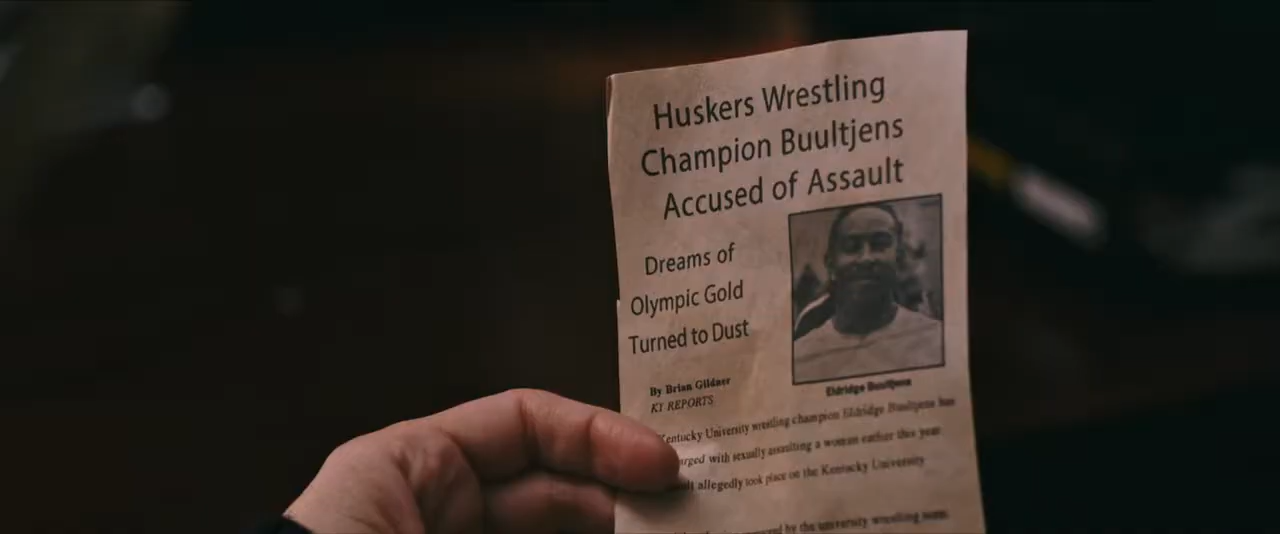 Huskers Wrestling
Champion Buultjens
Accused of Assault
Dreams of
Olympic Gold
Turned to Dust
By Brian Gildner
KT REPORTS
Eldridge Buultjens
Kentucky University wrestling champion Eldridge Buultjens has
with sexually assaulting a woman earlier this year
allegedly took place on the Kentucky University
by the university wrestling team